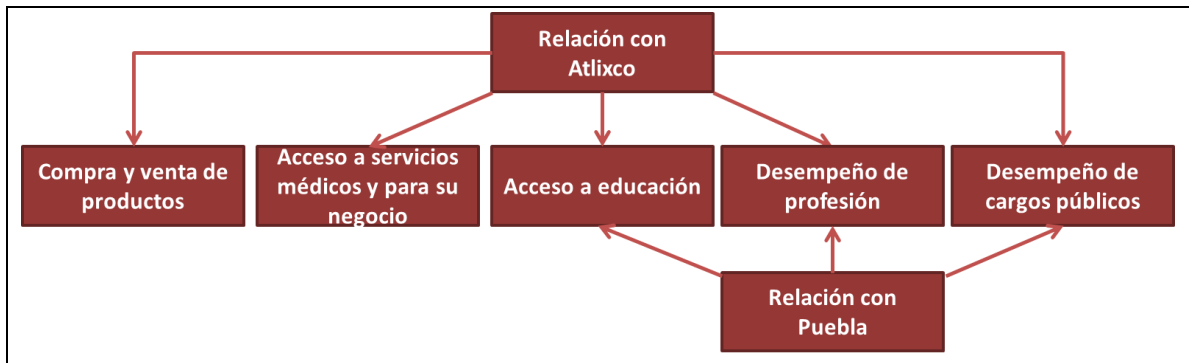 Relación con
Atlixco
Compra y venta de
productos
Acceso a servicios
médicos y para su
negocio
Acceso a educación
Desempeño de
profesión
Desempeño de
cargos públicos
Relación con
Puebla